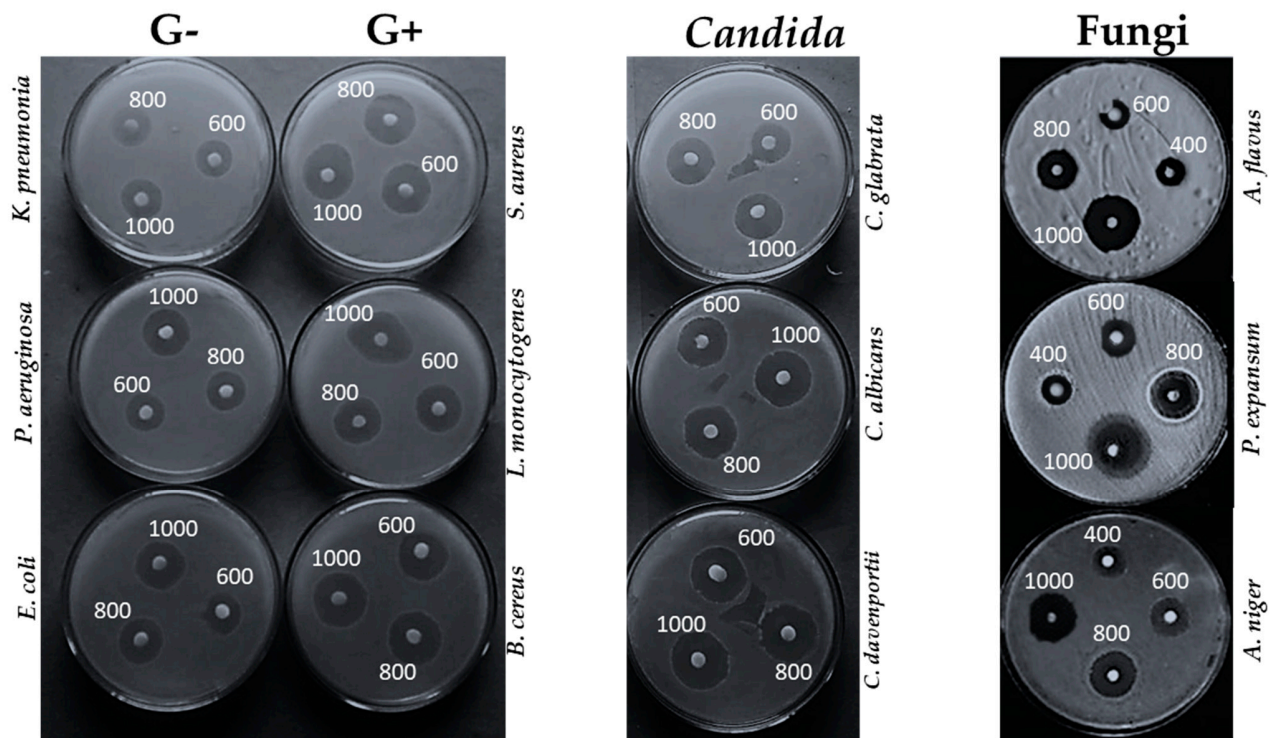 G-
G+
Candida
Fungi
K. pneumonia
800
600
1000
800
600
1000
S. aureus
800
600
1000
C. glabrata
800
600
400
1000
A. flavus
P. aeruginosa
1000
800
600
1000
600
800
L. monocytogenes
600
1000
800
C. albicans
600
400
800
1000
P. expansum
E. coli
1000
600
800
600
1000
800
B. cereus
600
1000
800
C. davenportii
400
1000
600
800
A. niger